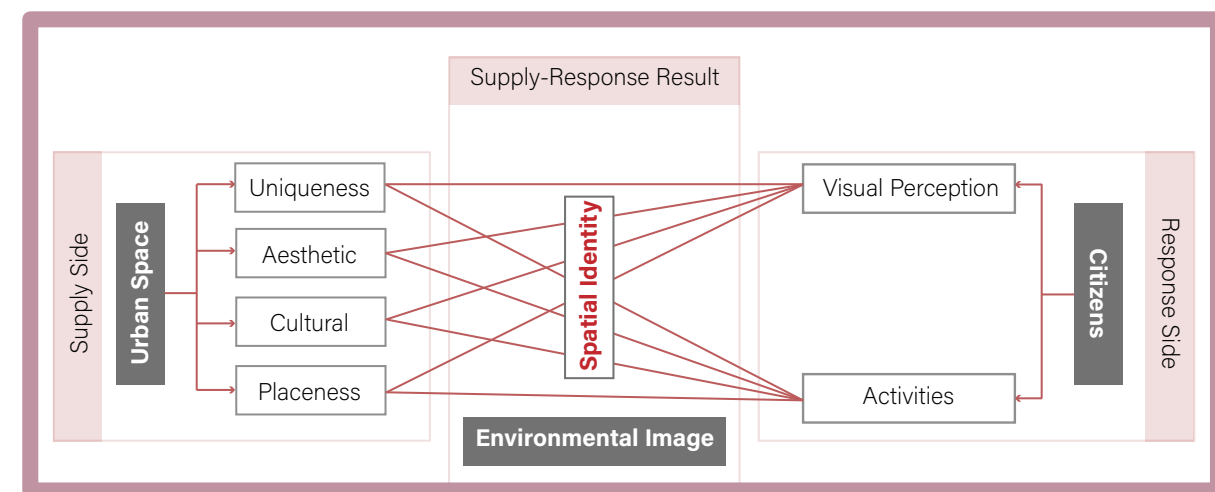 Supply-Response Result
Supply Side
Urban Space
Uniqueness
Aesthetic
Cultural
Placeness
Spatial Identity
Environmental Image
Visual Perception
Activities
Citizens
Response Side